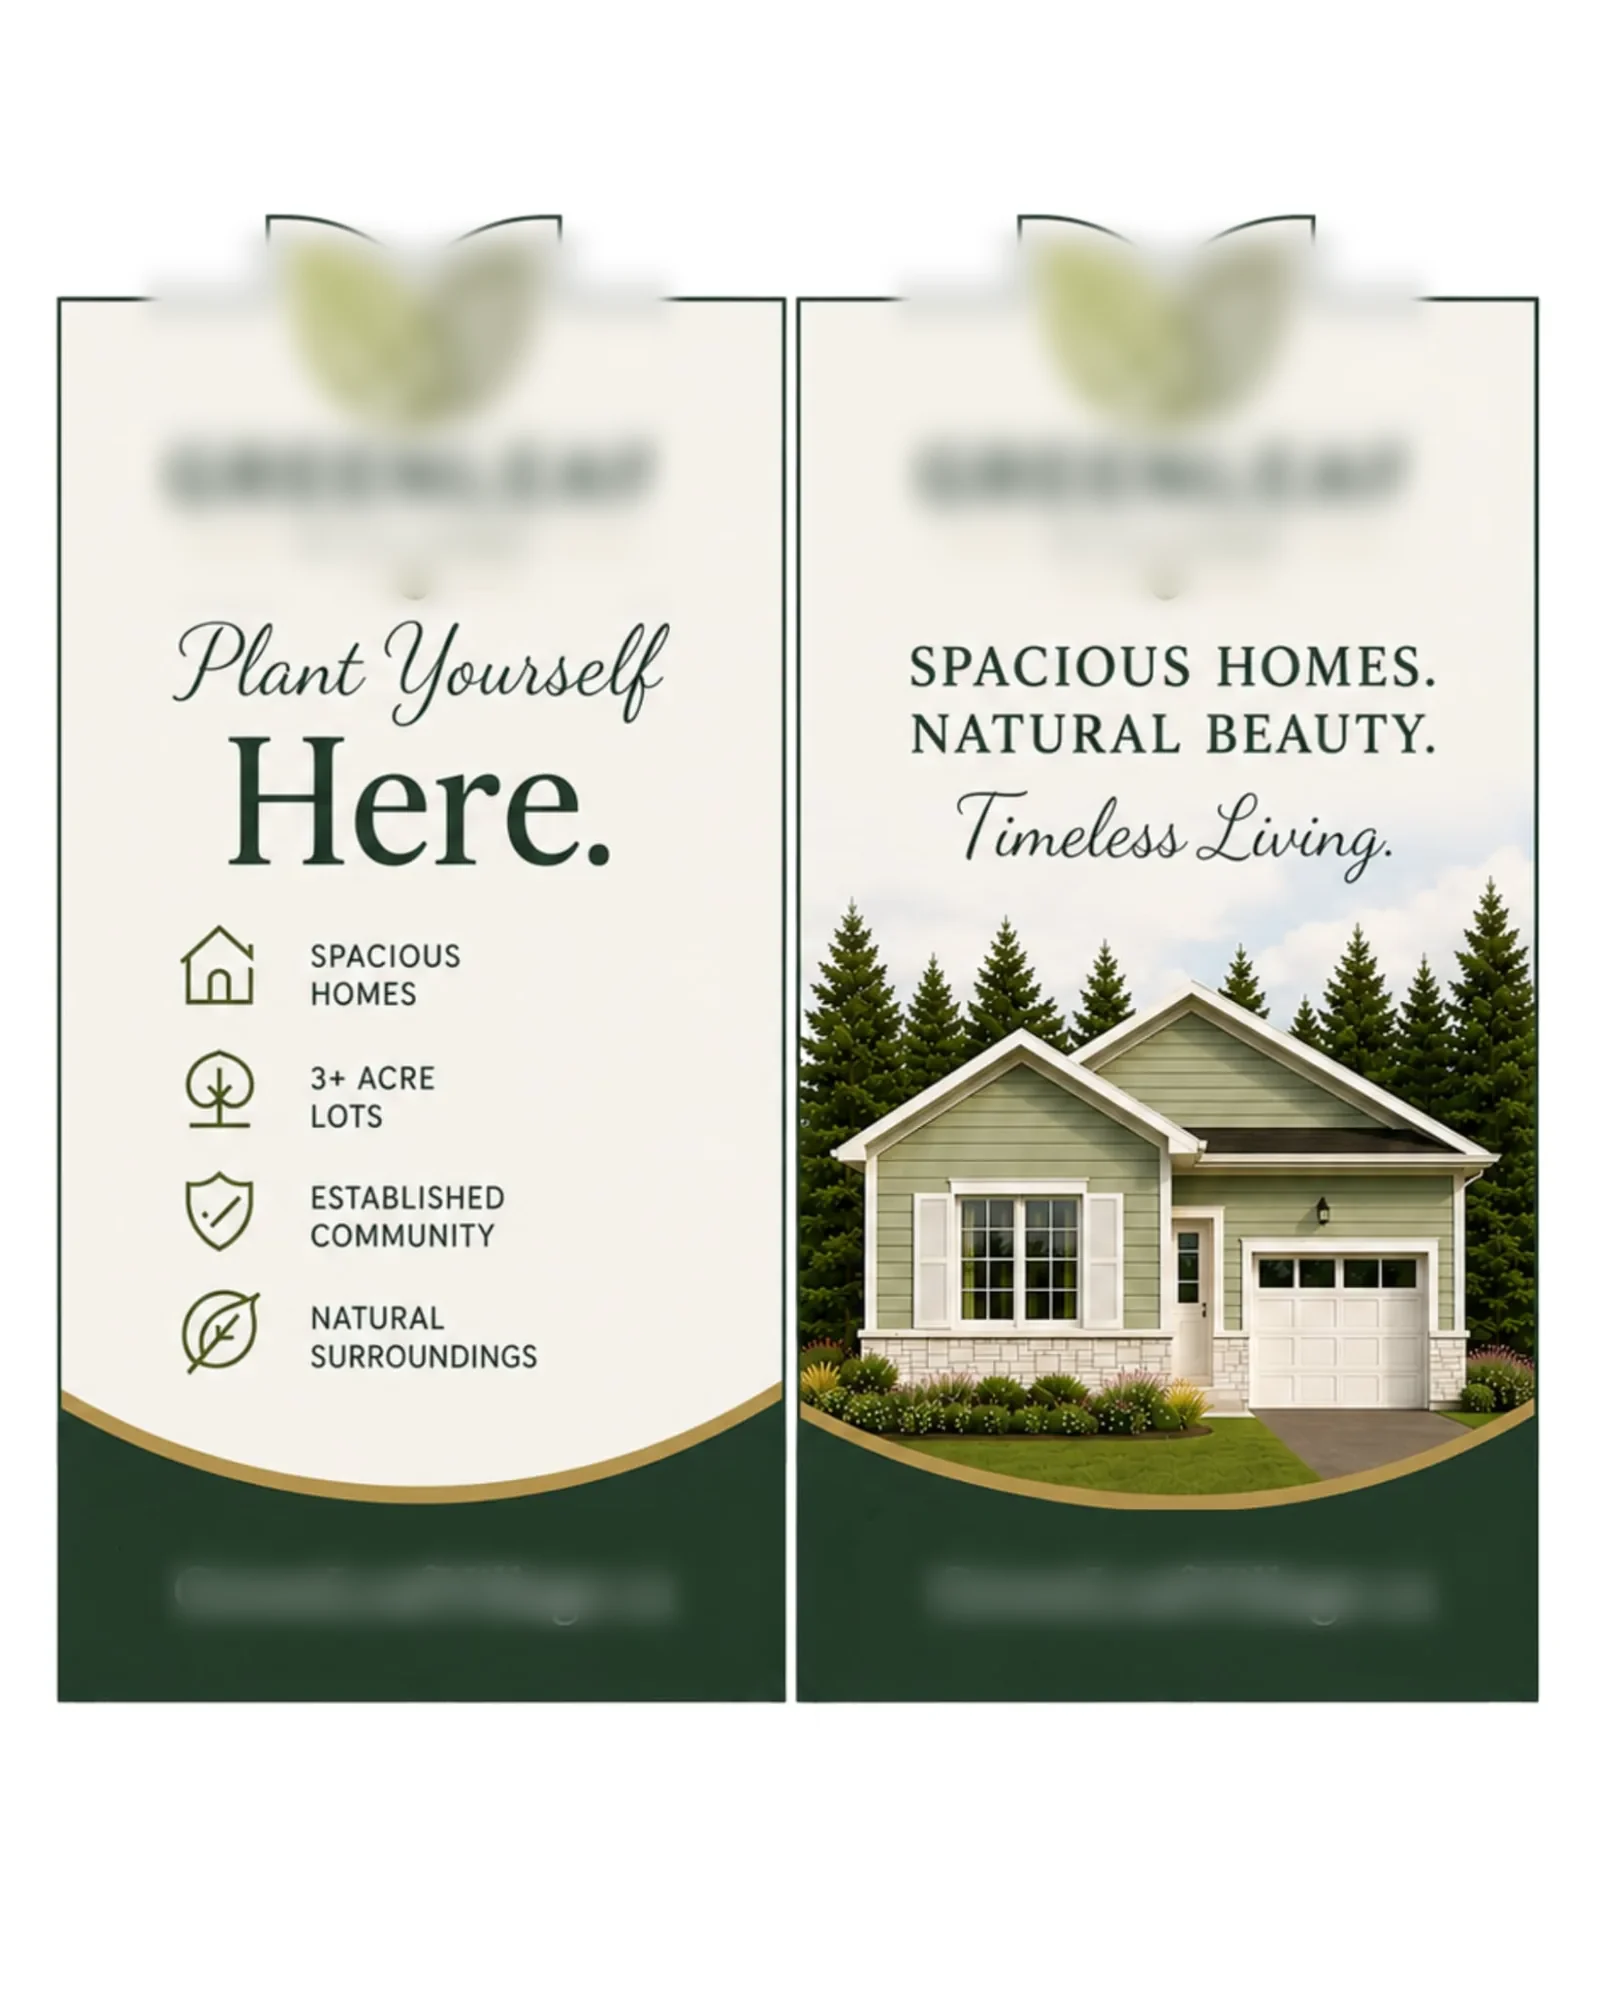 Plant Yourself
Here.
SPACIOUS
HOMES
3+ ACRE
LOTS
ESTABLISHED
COMMUNITY
NATURAL
SURROUNDINGS
SPACIOUS HOMES.
NATURAL BEAUTY.
Timeless Living.